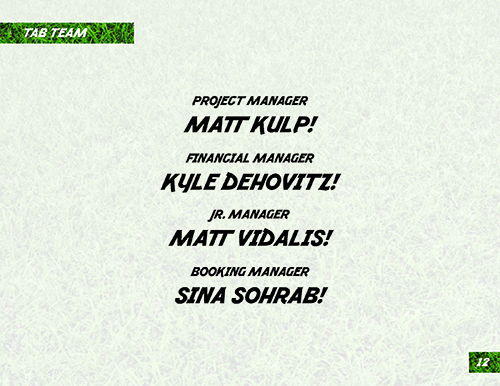 TAB TEAM
PROJECT MANAGER
MATT KULP!
FINANCIAL MANAGER
KYLE DEHOVITZ!
JR. MANAGER
MATT VIDALIS!
BOOKING MANAGER
SINA SOHRAB!
12